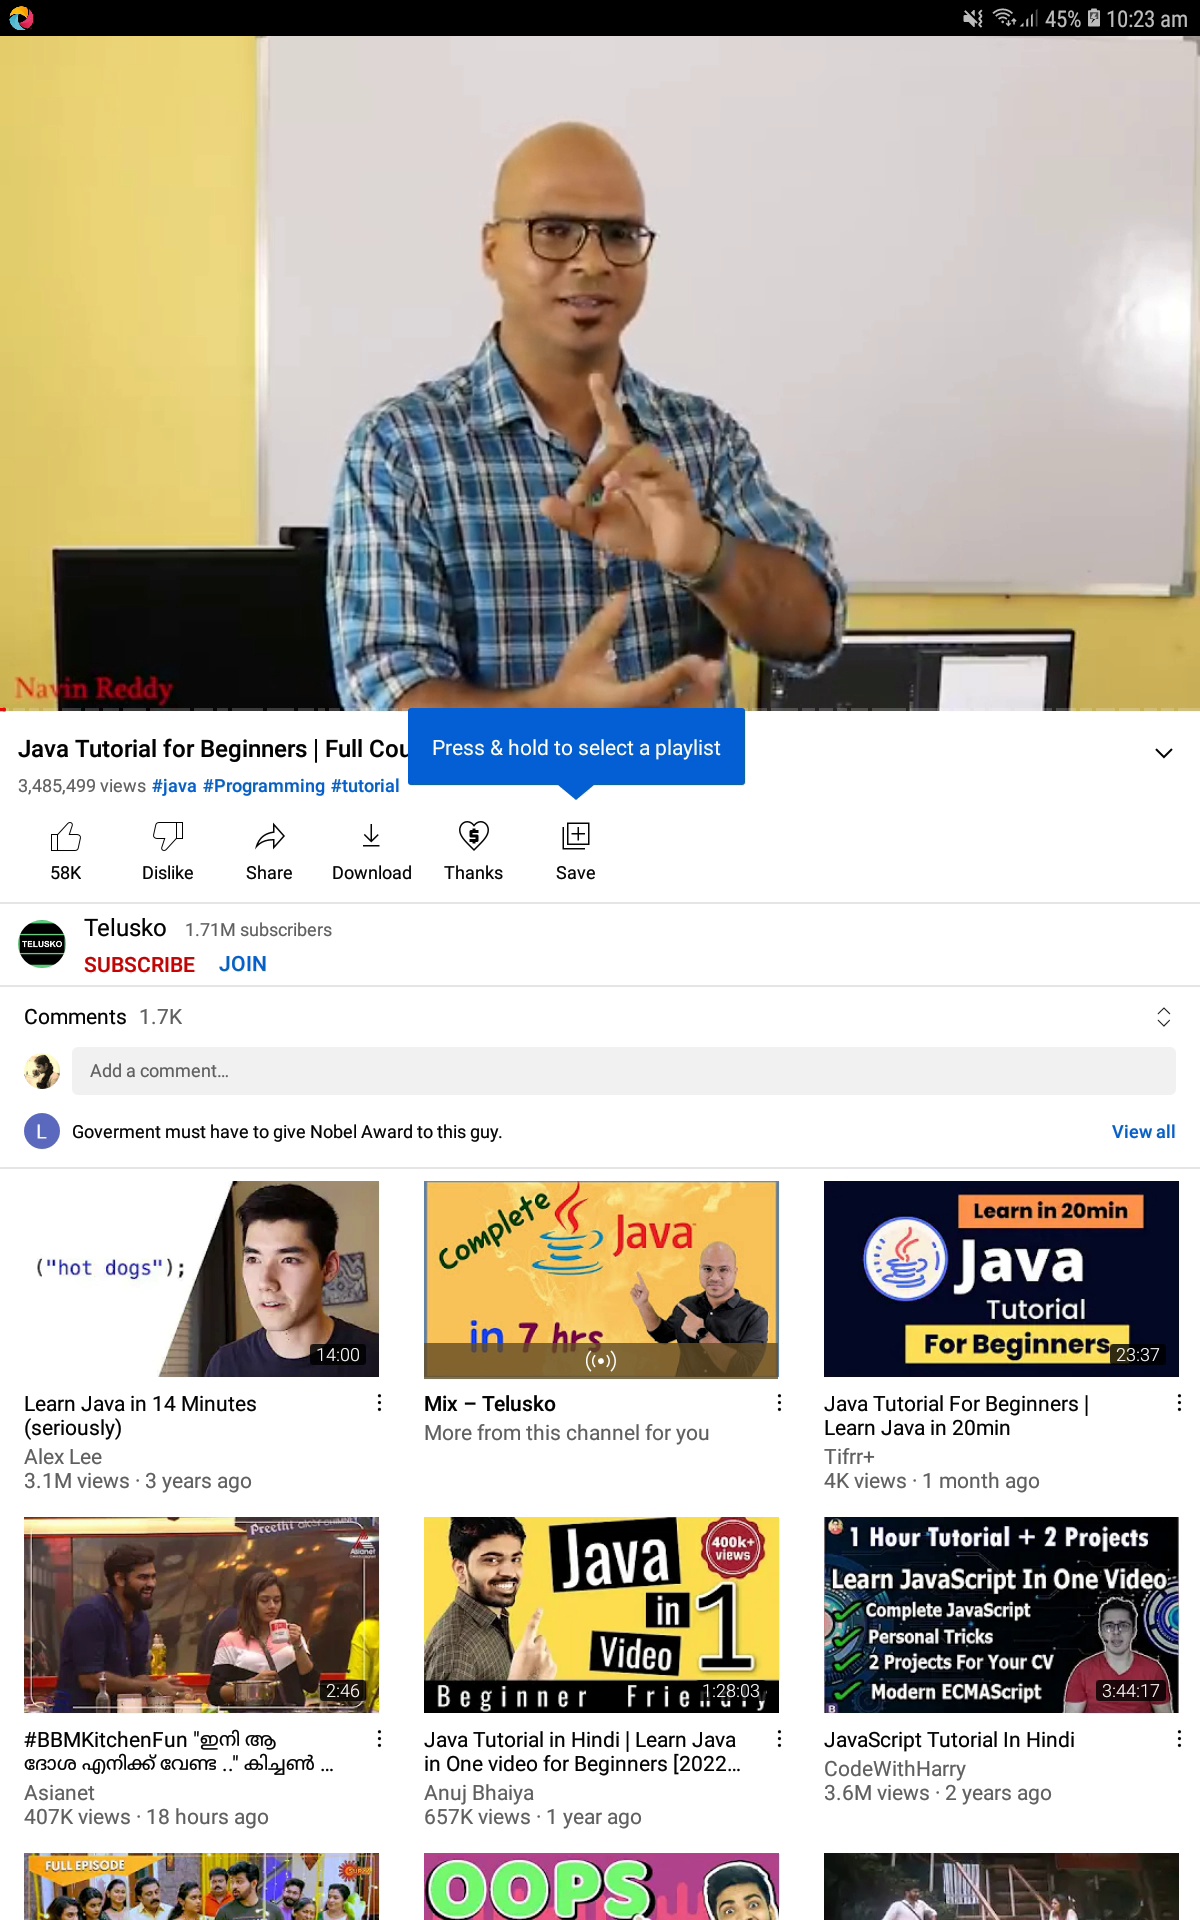 45% 10:23 am
Navin Reddy
Java Tutorial for Beginners | Full Cou
Press & hold to select a playlist
3,485,499 views #java #Programming #tutorial
58K Dislike Share Download Thanks Save
TELUSKO
Telusko 1.71M subscribers
SUBSCRIBE JOIN
Comments 1.7K
Add a comment...
L Goverment must have to give Nobel Award to this guy. View all
("hot dogs");
14:00
Complete Java
in 7 hrs
Learn in 20min
Java
Tutorial
For Beginners
23:37
Learn Java in 14 Minutes
(seriously)
Alex Lee
3.1M views · 3 years ago
Mix – Telusko
More from this channel for you
Java Tutorial For Beginners |
Learn Java in 20min
Tifrr+
4K views · 1 month ago
Preethi
Asianet
2:46
Java
in 1
Video
400k+
views
Beginner
1:28:03
1 Hour Tutorial + 2 Projects
Learn JavaScript In One Video
Complete JavaScript
Personal Tricks
2 Projects For Your CV
Modern ECMAScript
3:44:17
#BBMKitchenFun "ഇനി ആ
ദോശ എനിക്ക് വേണ്ട .." കിച്ചൺ ...
Asianet
407K views · 18 hours ago
Java Tutorial in Hindi | Learn Java
in One video for Beginners [2022...
Anuj Bhaiya
657K views · 1 year ago
JavaScript Tutorial In Hindi
CodeWithHarry
3.6M views · 2 years ago
FULL EPISODE
OOPS